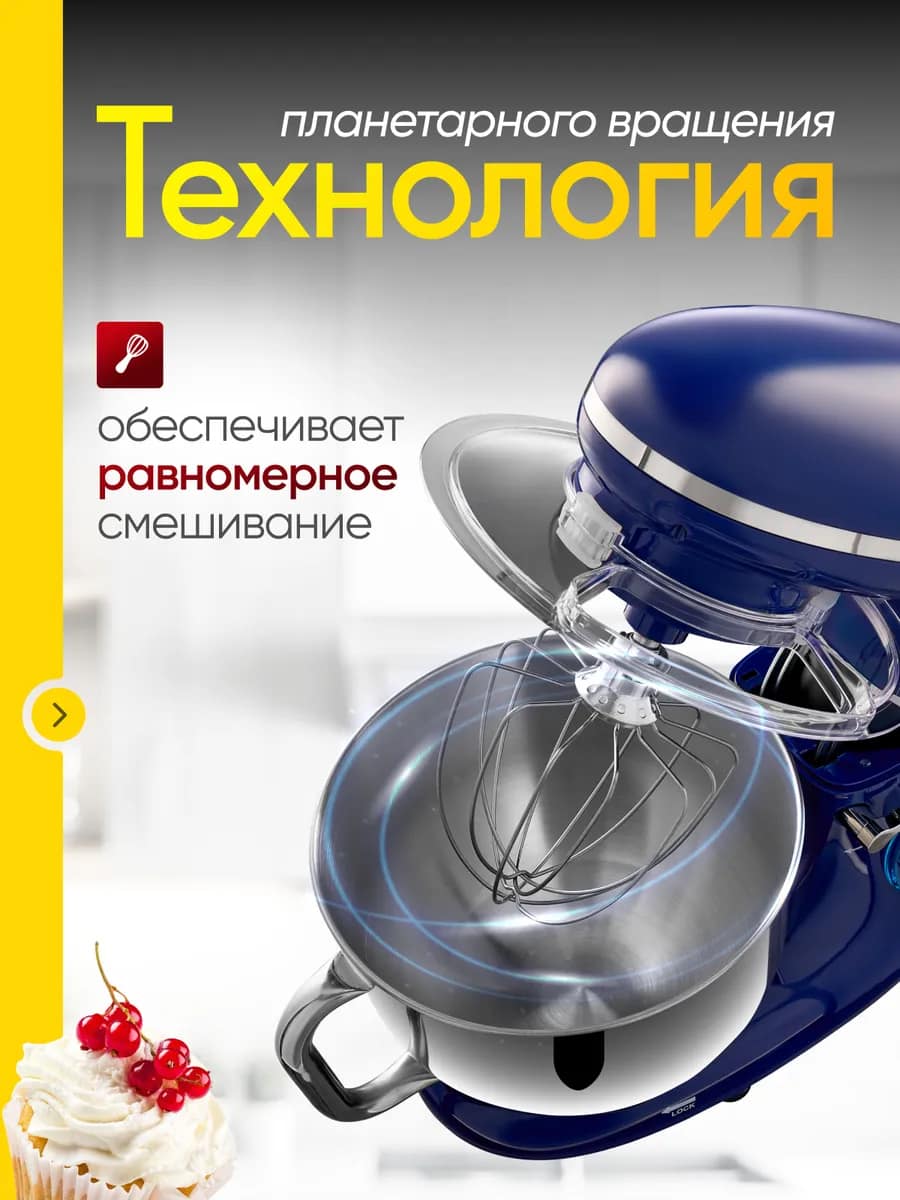 планетарного вращения
Технология
обеспечивает
равномерное
смешивание
LOCK